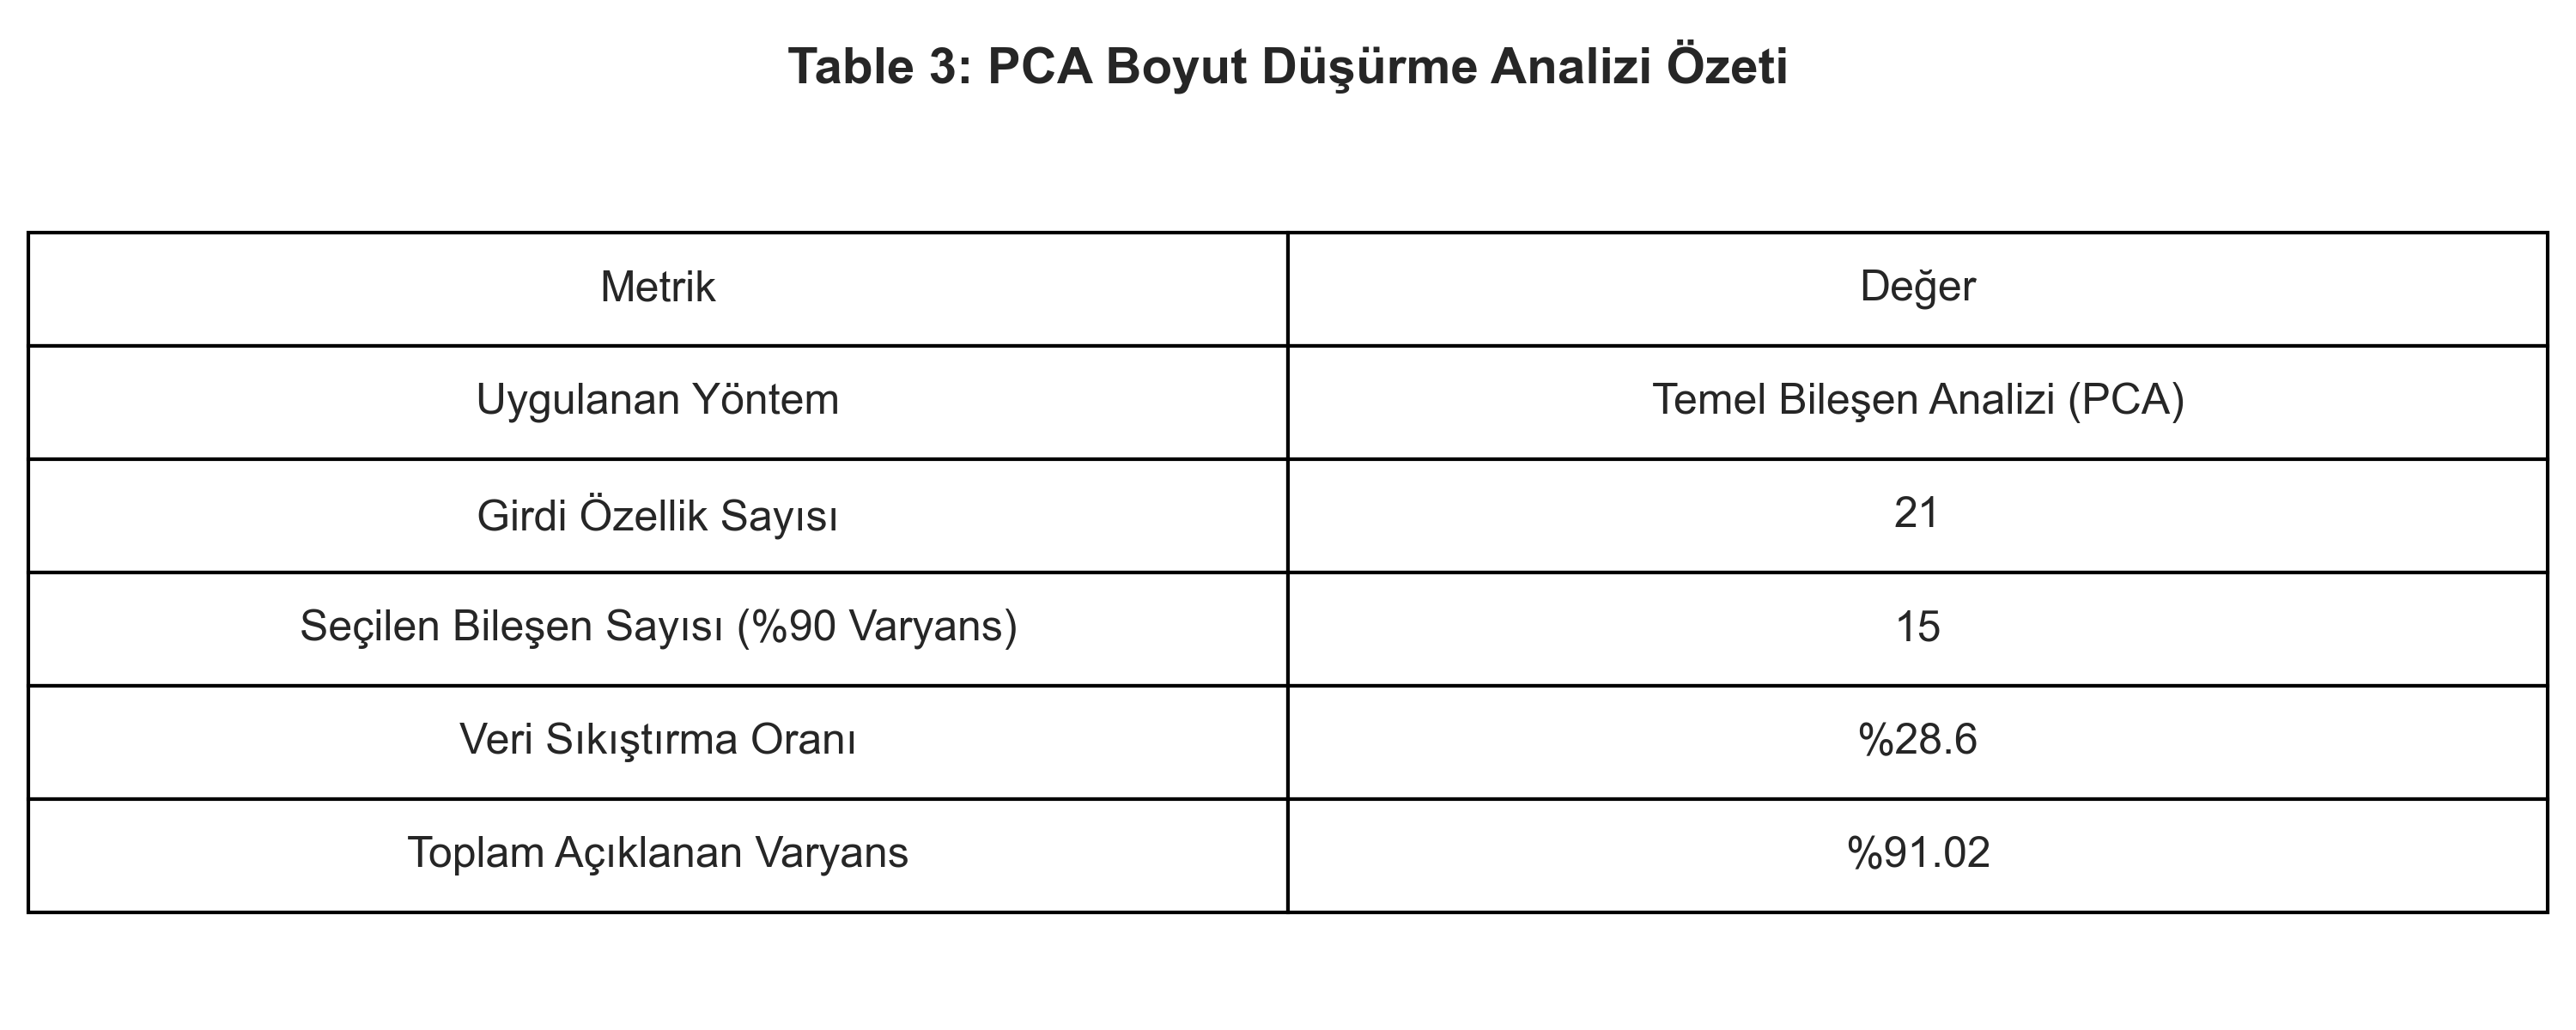 Table 3: PCA Boyut Düşürme Analizi Özeti
Metrik Değer
Uygulanan Yöntem Temel Bileşen Analizi (PCA)
Girdi Özellik Sayısı 21
Seçilen Bileşen Sayısı (%90 Varyans) 15
Veri Sıkıştırma Oranı %28.6
Toplam Açıklanan Varyans %91.02